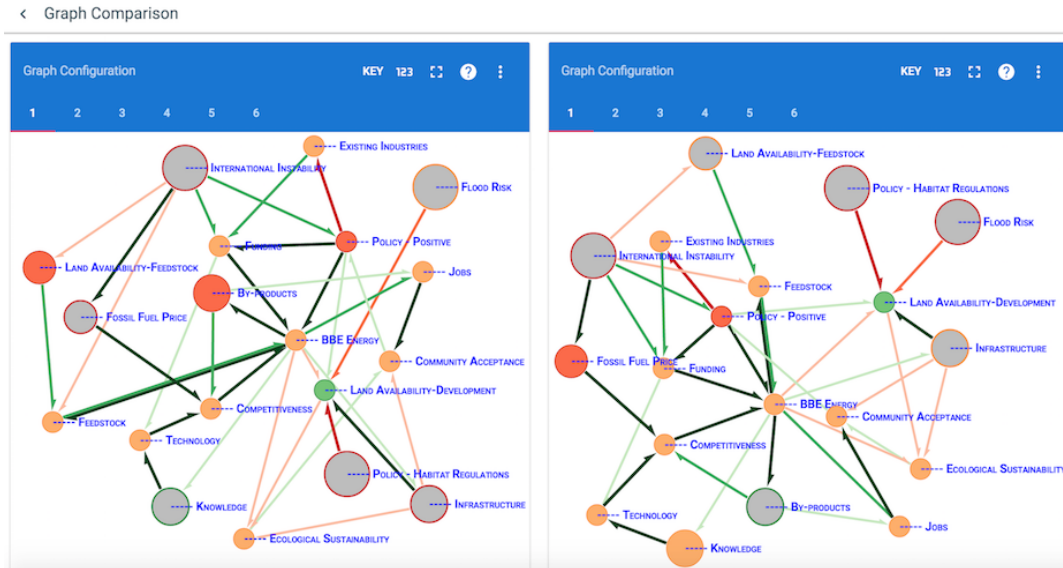 Graph Comparison
Graph Configuration
KEY 123 ?
1 2 3 4 5 6
Existing Industries
International Instability
Flood Risk
Funding
Policy - Positive
Land Availability-Feedstock
Jobs
By-products
Fossil Fuel Price
BBE Energy
Community Acceptance
Land Availability-Development
Competitiveness
Feedstock
Technology
Policy - Habitat Regulations
Knowledge
Infrastructure
Ecological Sustainability
Graph Configuration
KEY 123 ?
1 2 3 4 5 6
Land Availability-Feedstock
Policy - Habitat Regulations
Flood Risk
Existing Industries
International Instability
Feedstock
Land Availability-Development
Policy - Positive
Infrastructure
Fossil Fuel Price
Funding
BBE Energy
Community Acceptance
Competitiveness
Ecological Sustainability
By-products
Technology
Jobs
Knowledge